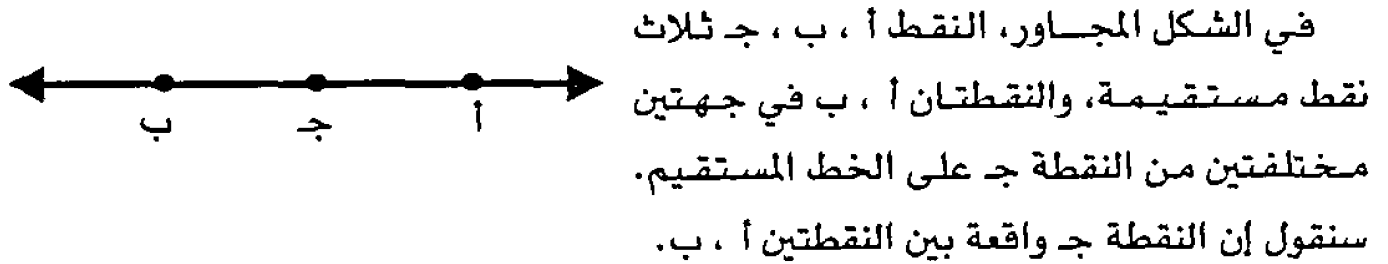 في الشكل المجاور، النقط أ ، ب ، جـ ثلاث
نقط مستقيمة، والنقطتان أ ، ب في جهتين
مختلفتين من النقطة جـ على الخط المستقيم.
سنقول إن النقطة جـ واقعة بين النقطتين أ ، ب.
أ جـ ب